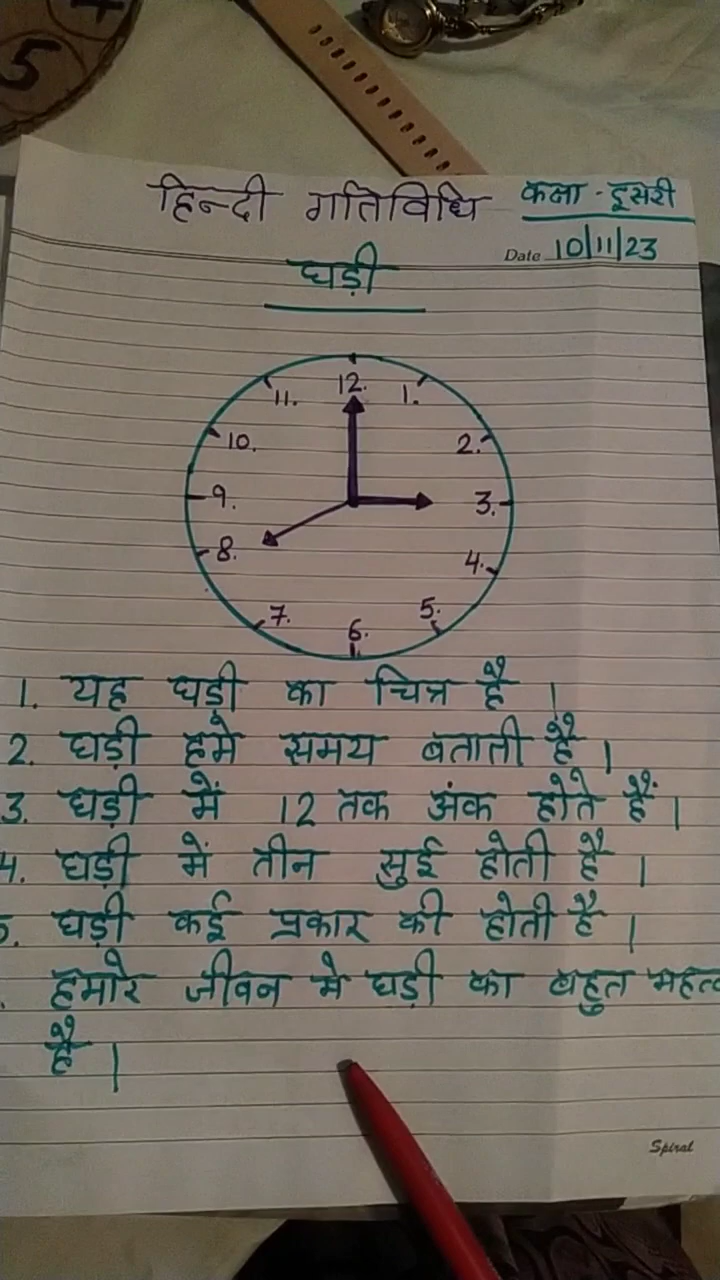 हिन्दी गतिविधि कक्षा - दूसरी
Date 10/11/23
घड़ी
12.
11. 1.
10. 2.
9. 3.
8. 4.
7. 5.
6.
1. यह घड़ी का चित्र है ।
2. घड़ी हमे समय बताती है ।
3. घड़ी में 12 तक अंक होते हैं ।
4. घड़ी में तीन सुई होती है ।
5. घड़ी कई प्रकार की होती है ।
. हमारे जीवन मे घड़ी का बहुत महत्व
है ।
Spiral
5